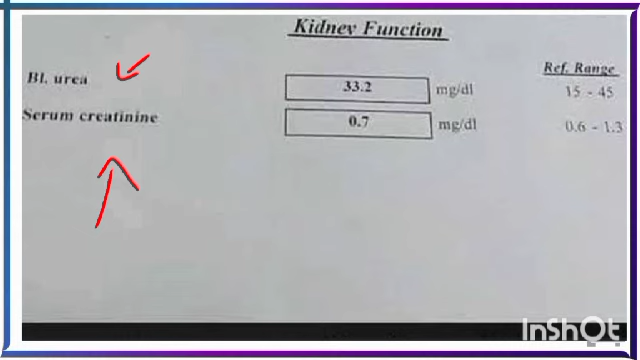 Kidney Function
Ref. Range
Bl. urea 33.2 mg/dl 15 - 45
Serum creatinine 0.7 mg/dl 0.6 - 1.3
InShOt